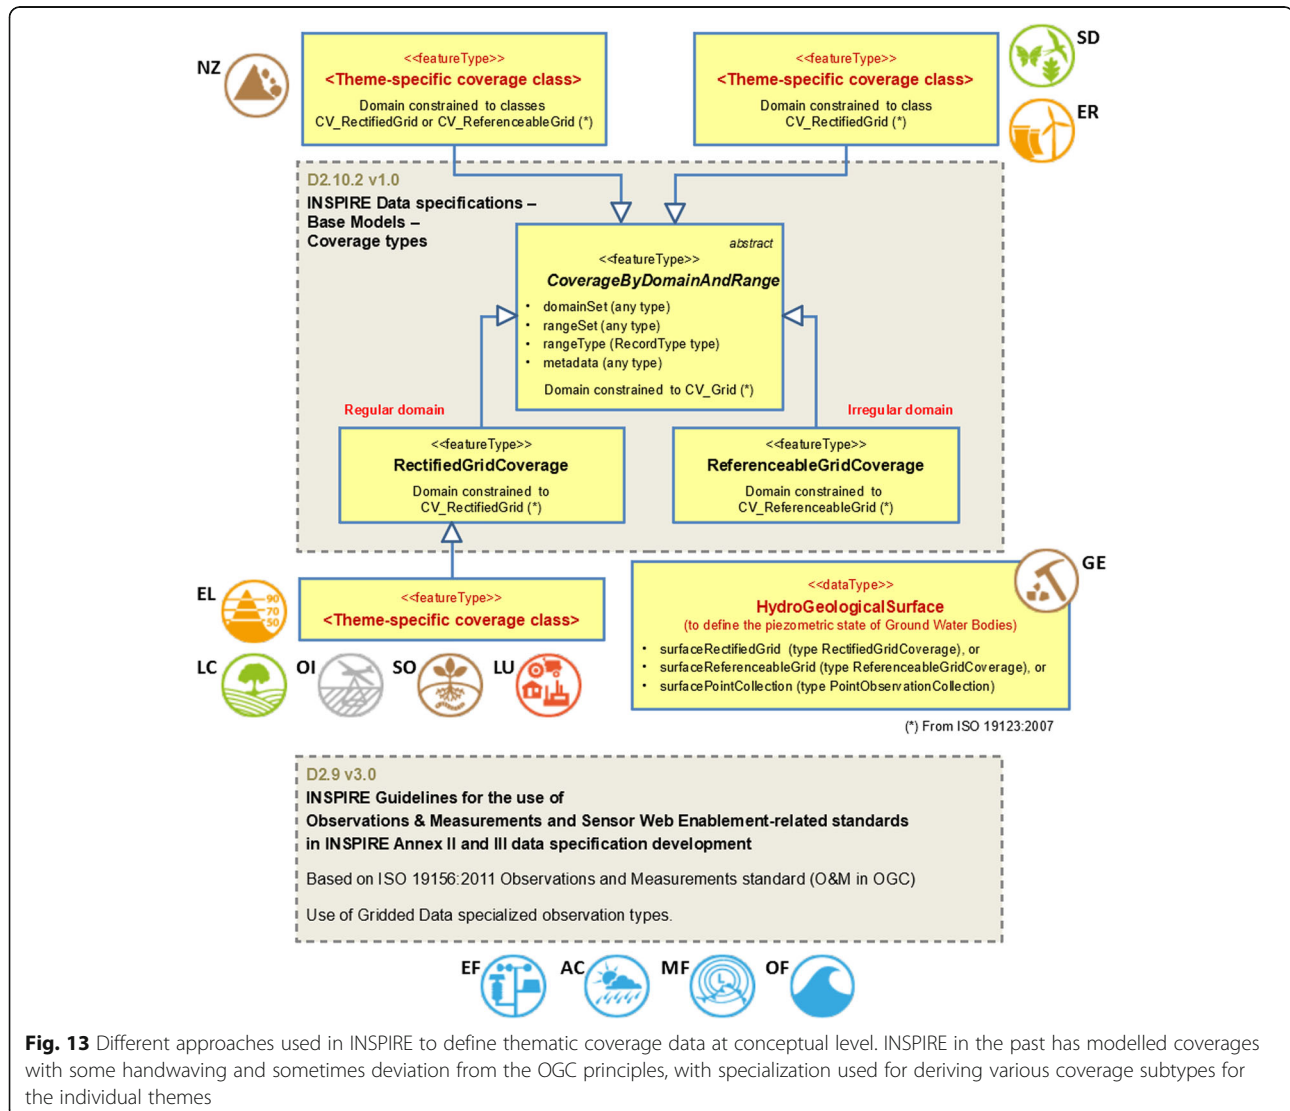 NZ
<<featureType>>
<Theme-specific coverage class>
Domain constrained to classes
CV_RectifiedGrid or CV_ReferenceableGrid (*)
<<featureType>>
<Theme-specific coverage class>
Domain constrained to class
CV_RectifiedGrid (*)
SD
ER
D2.10.2 v1.0
INSPIRE Data specifications –
Base Models –
Coverage types
abstract
<<featureType>>
CoverageByDomainAndRange
• domainSet (any type)
• rangeSet (any type)
• rangeType (RecordType type)
• metadata (any type)
Domain constrained to CV_Grid (*)
Regular domain
Irregular domain
<<featureType>>
RectifiedGridCoverage
Domain constrained to
CV_RectifiedGrid (*)
<<featureType>>
ReferenceableGridCoverage
Domain constrained to
CV_ReferenceableGrid (*)
EL
90
70
50
<<featureType>>
<Theme-specific coverage class>
LC
OI
SO
LU
GE
<<dataType>>
HydroGeologicalSurface
(to define the piezometric state of Ground Water Bodies)
• surfaceRectifiedGrid (type RectifiedGridCoverage), or
• surfaceReferenceableGrid (type ReferenceableGridCoverage), or
• surfacePointCollection (type PointObservationCollection)
(*) From ISO 19123:2007
D2.9 v3.0
INSPIRE Guidelines for the use of
Observations & Measurements and Sensor Web Enablement-related standards
in INSPIRE Annex II and III data specification development
Based on ISO 19156:2011 Observations and Measurements standard (O&M in OGC)
Use of Gridded Data specialized observation types.
EF
AC
MF
L
OF
Fig. 13 Different approaches used in INSPIRE to define thematic coverage data at conceptual level. INSPIRE in the past has modelled coverages
with some handwaving and sometimes deviation from the OGC principles, with specialization used for deriving various coverage subtypes for
the individual themes